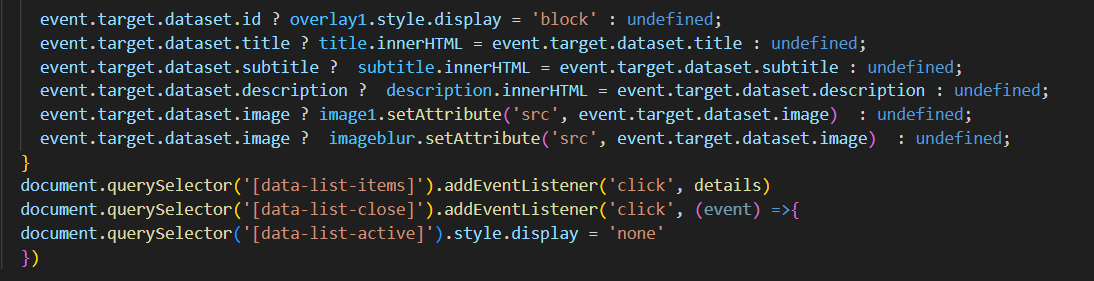 event.target.dataset.id ? overlay1.style.display = 'block' : undefined;
event.target.dataset.title ? title.innerHTML = event.target.dataset.title : undefined;
event.target.dataset.subtitle ?  subtitle.innerHTML = event.target.dataset.subtitle : undefined;
event.target.dataset.description ?  description.innerHTML = event.target.dataset.description : undefined;
event.target.dataset.image ? image1.setAttribute('src', event.target.dataset.image)  : undefined;
event.target.dataset.image ?  imageblur.setAttribute('src', event.target.dataset.image)  : undefined;
}
document.querySelector('[data-list-items]').addEventListener('click', details)
document.querySelector('[data-list-close]').addEventListener('click', (event) =>{
document.querySelector('[data-list-active]').style.display = 'none'
})